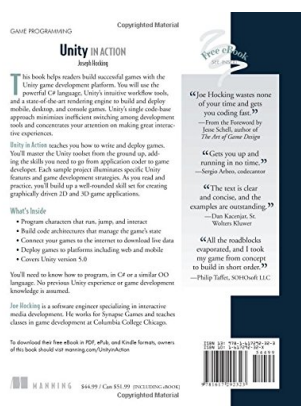 Copyrighted Material
GAME PROGRAMMING
Unity IN ACTION
Joseph Hocking
This book helps readers build successful games with the
Unity game development platform. You will use the
powerful C# language, Unity's intuitive workflow tools,
and a state-of-the-art rendering engine to build and deploy
mobile, desktop, and console games. Unity's single code-base
approach minimizes inefficient switching among development
tools and concentrates your attention on making great interac-
tive experiences.
Unity in Action teaches you how to write and deploy games.
You'll master the Unity toolset from the ground up, add-
ing the skills you need to go from application coder to game
developer. Each sample project illuminates specific Unity
features and game development strategies. As you read and
practice, you'll build up a well-rounded skill set for creating
graphically driven 2D and 3D game applications.
What's Inside
• Program characters that run, jump, and interact
• Build code architectures that manage the game's state
• Connect your games to the internet to download live data
• Deploy games to platforms including web and mobile
• Covers Unity version 5.0
You'll need to know how to program, in C# or a similar OO
language. No previous Unity experience or game development
knowledge is assumed.
Joe Hocking is a software engineer specializing in interactive
media development. He works for Synapse Games and teaches
classes in game development at Columbia College Chicago.
To download their free eBook in PDF, ePub, and Kindle formats, owners
of this book should visit manning.com/UnityinAction
MANNING
$44.99 / Can $51.99 [INCLUDING eBOOK]
Free eBook
“Joe Hocking wastes none
of your time and gets
you coding fast.”
—From the Foreword by
Jesse Schell, author of
The Art of Game Design
“Gets you up and
running in no time.”
—Sergio Arbeo, codecantor
“The text is
clear and concise, and the
examples are outstanding.”
—Dan Kacenjar, St.
Wolters Kluwer
“All the roadblocks
evaporated, and I took
my game from concept
to build in short order.”
—Philip Taffet, SOHOsoft LLC
Copyrighted Material